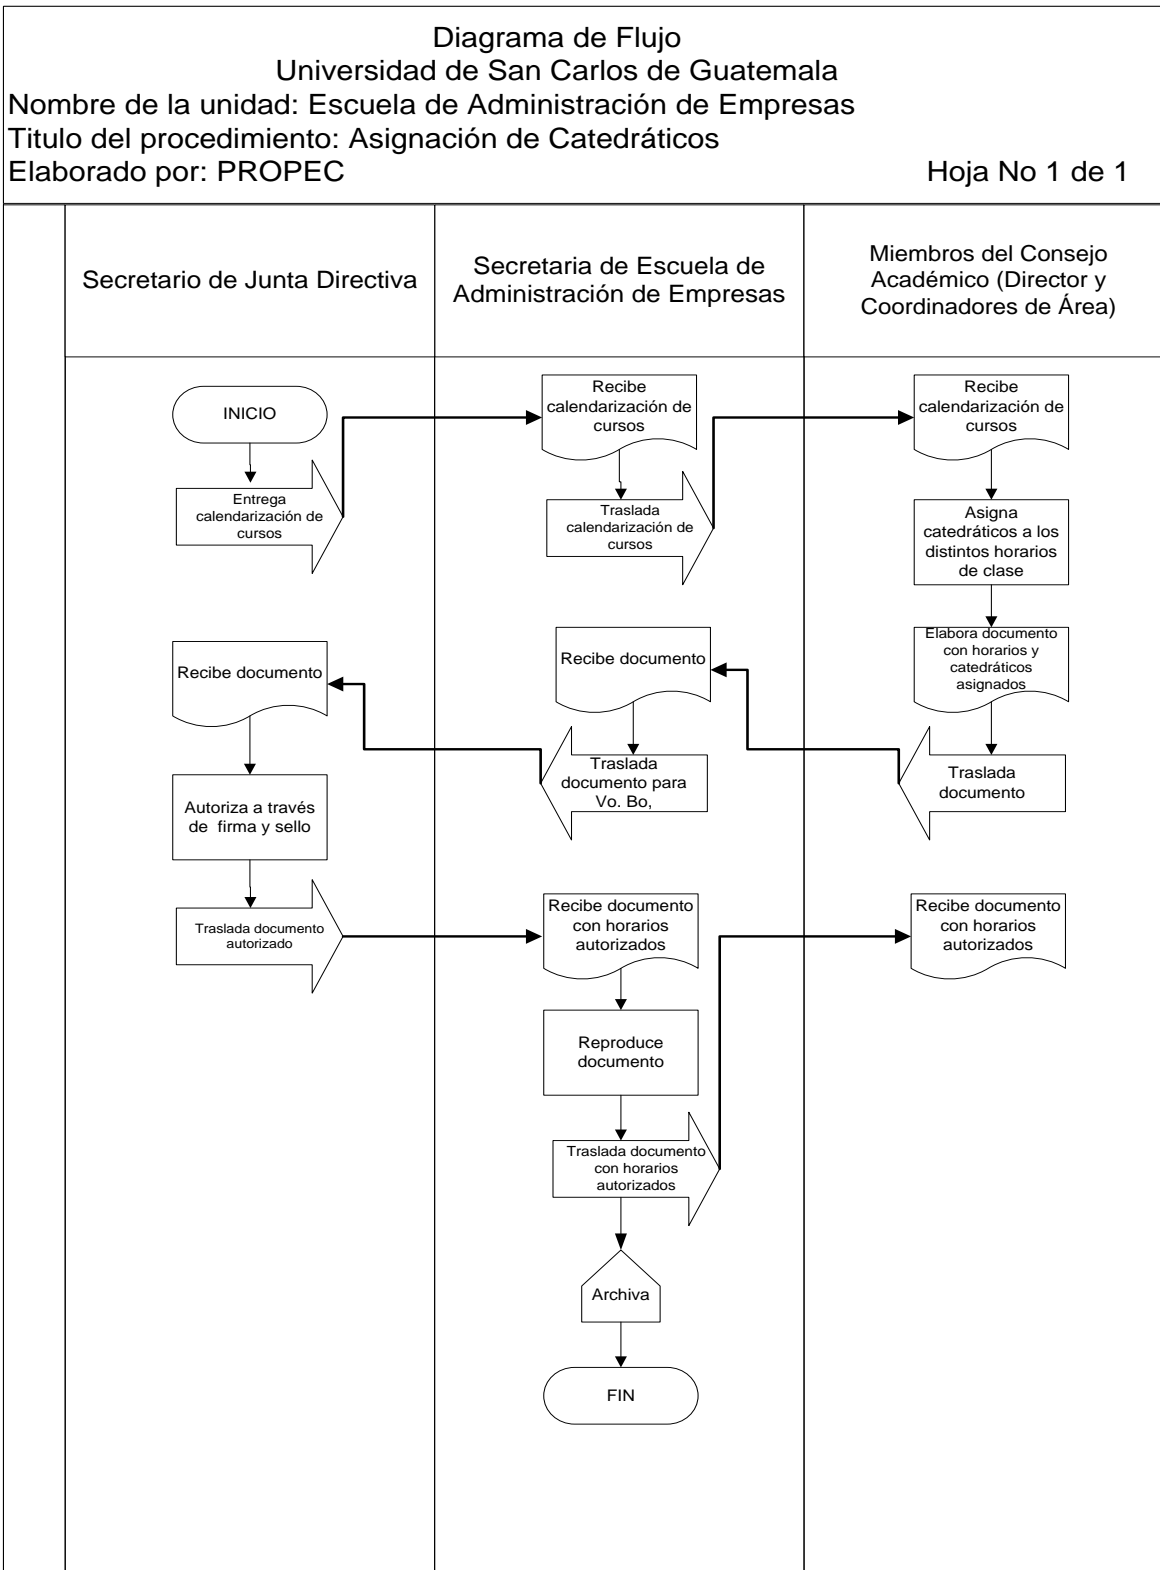 Diagrama de Flujo
Universidad de San Carlos de Guatemala
Nombre de la unidad: Escuela de Administración de Empresas
Titulo del procedimiento: Asignación de Catedráticos
Elaborado por: PROPEC
Hoja No 1 de 1
Secretario de Junta Directiva
Secretaria de Escuela de
Administración de Empresas
Miembros del Consejo
Académico (Director y
Coordinadores de Área)
INICIO
Entrega
calendarización de
cursos
Recibe
calendarización de
cursos
Traslada
calendarización de
cursos
Recibe
calendarización de
cursos
Asigna
catedráticos a los
distintos horarios
de clase
Elabora documento
con horarios y
catedráticos
asignados
Traslada
documento
Recibe documento
Traslada
documento para
Vo. Bo,
Recibe documento
Autoriza a través
de firma y sello
Traslada documento
autorizado
Recibe documento
con horarios
autorizados
Reproduce
documento
Traslada documento
con horarios
autorizados
Recibe documento
con horarios
autorizados
Archiva
FIN